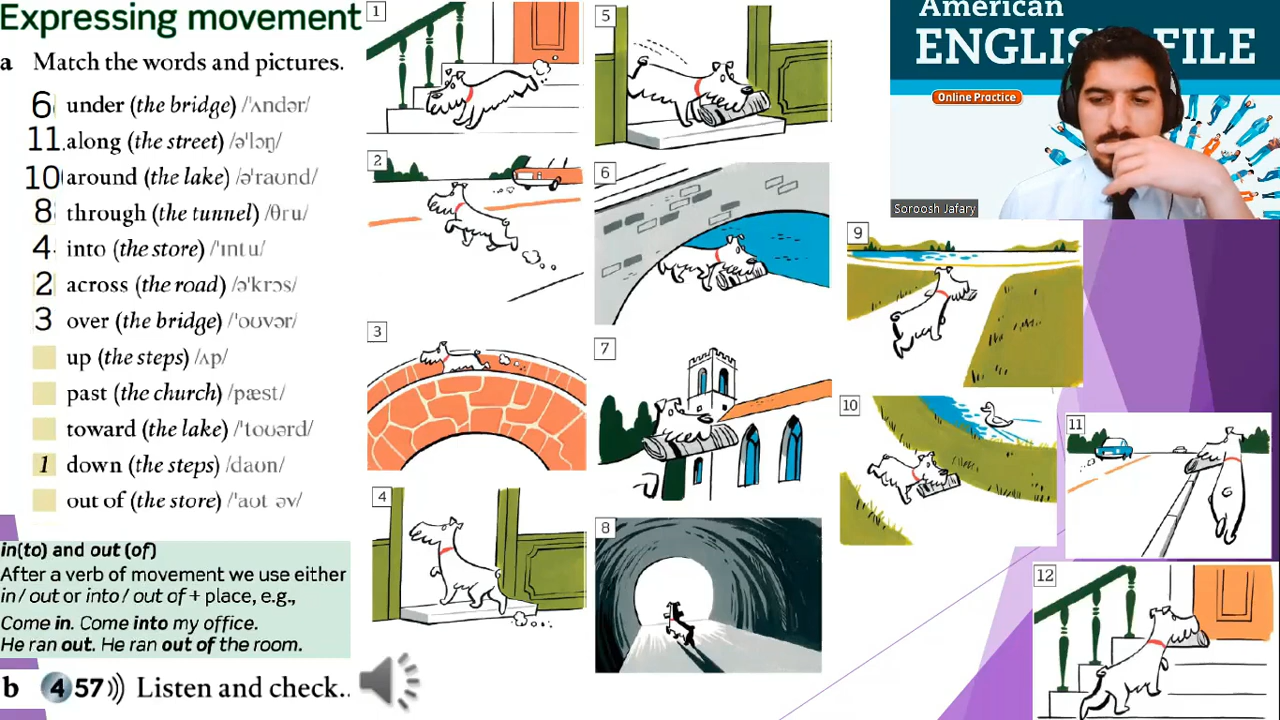 Expressing movement
a Match the words and pictures.
6 under (the bridge) /ˈʌndər/
11 along (the street) /əˈlɔŋ/
10 around (the lake) /əˈraʊnd/
8 through (the tunnel) /θru/
4 into (the store) /ˈɪntu/
2 across (the road) /əˈkrɔs/
3 over (the bridge) /ˈoʊvər/
up (the steps) /ʌp/
past (the church) /pæst/
toward (the lake) /ˈtoʊərd/
1 down (the steps) /daʊn/
out of (the store) /ˈaʊt əv/
in(to) and out (of)
After a verb of movement we use either
in / out or into / out of + place, e.g.,
Come in. Come into my office.
He ran out. He ran out of the room.
b 4 57))) Listen and check..
1
2
3
4
5
6
7
8
American
ENGLISH FILE
Online Practice
Soroosh Jafary
9
10
11
12